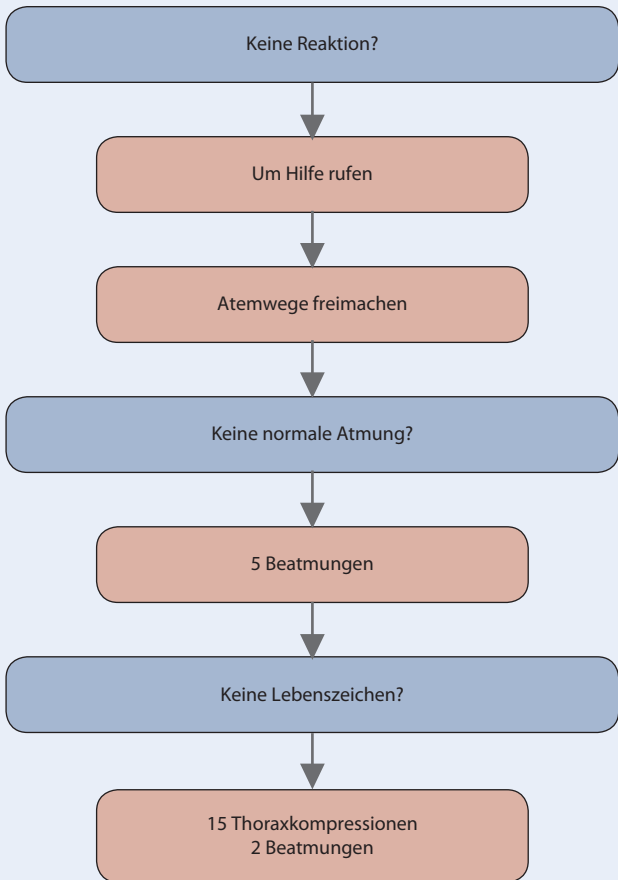 Keine Reaktion?
Um Hilfe rufen
Atemwege freimachen
Keine normale Atmung?
5 Beatmungen
Keine Lebenszeichen?
15 Thoraxkompressionen
2 Beatmungen